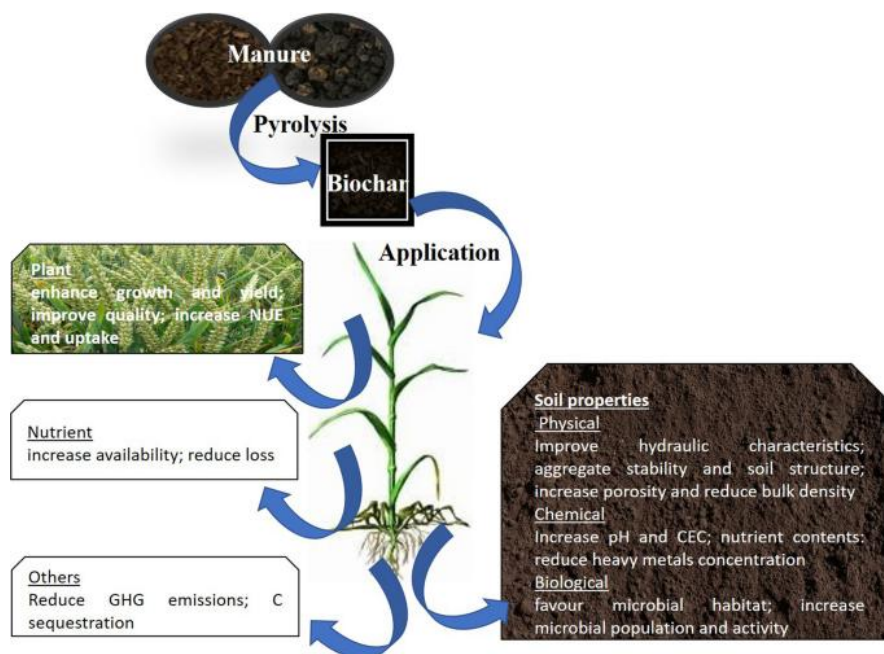 Manure
Pyrolysis
Biochar
Application
Plant
enhance growth and yield;
improve quality; increase NUE
and uptake
Nutrient
increase availability; reduce loss
Others
Reduce GHG emissions; C
sequestration
Soil properties
Physical
Improve hydraulic characteristics;
aggregate stability and soil structure;
increase porosity and reduce bulk density
Chemical
Increase pH and CEC; nutrient contents:
reduce heavy metals concentration
Biological
favour microbial habitat; increase
microbial population and activity